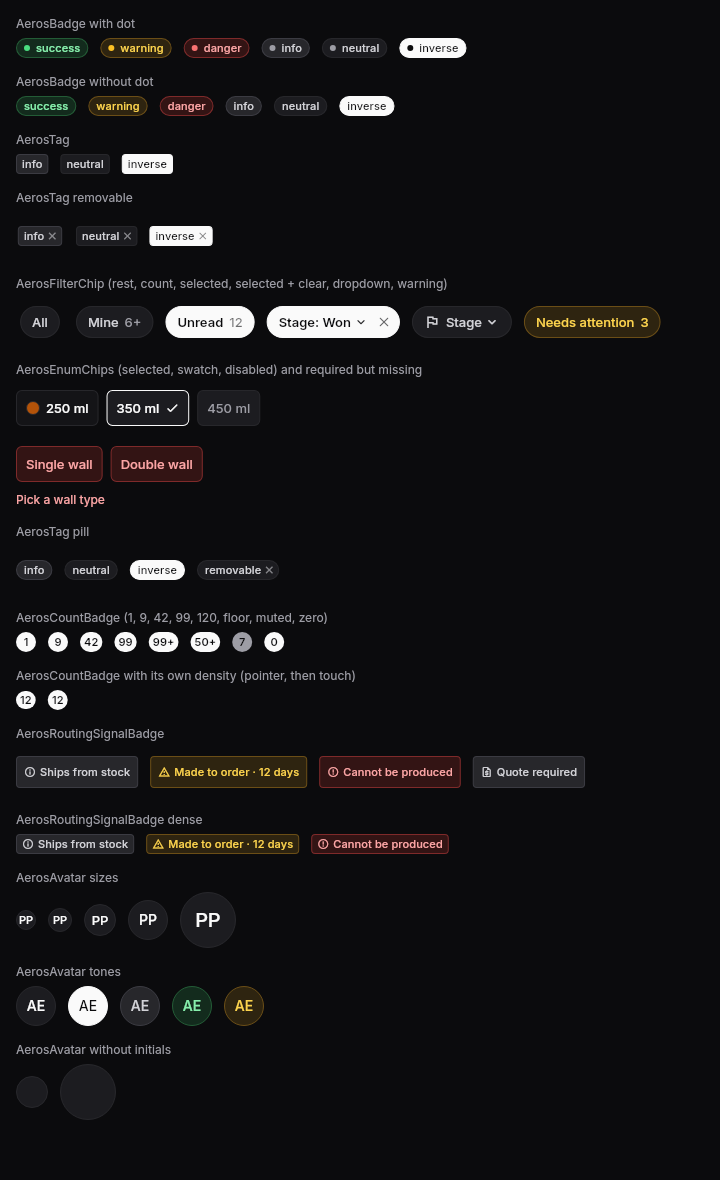 AerosBadge with dot
success warning danger info neutral inverse
AerosBadge without dot
success warning danger info neutral inverse
AerosTag
info neutral inverse
AerosTag removable
info neutral inverse
AerosFilterChip (rest, count, selected, selected + clear, dropdown, warning)
All Mine 6+ Unread 12 Stage: Won Stage Needs attention 3
AerosEnumChips (selected, swatch, disabled) and required but missing
250 ml 350 ml 450 ml
Single wall Double wall
Pick a wall type
AerosTag pill
info neutral inverse removable
AerosCountBadge (1, 9, 42, 99, 120, floor, muted, zero)
1 9 42 99 99+ 50+ 7 0
AerosCountBadge with its own density (pointer, then touch)
12 12
AerosRoutingSignalBadge
Ships from stock Made to order · 12 days Cannot be produced Quote required
AerosRoutingSignalBadge dense
Ships from stock Made to order · 12 days Cannot be produced
AerosAvatar sizes
PP PP PP PP PP
AerosAvatar tones
AE AE AE AE AE
AerosAvatar without initials